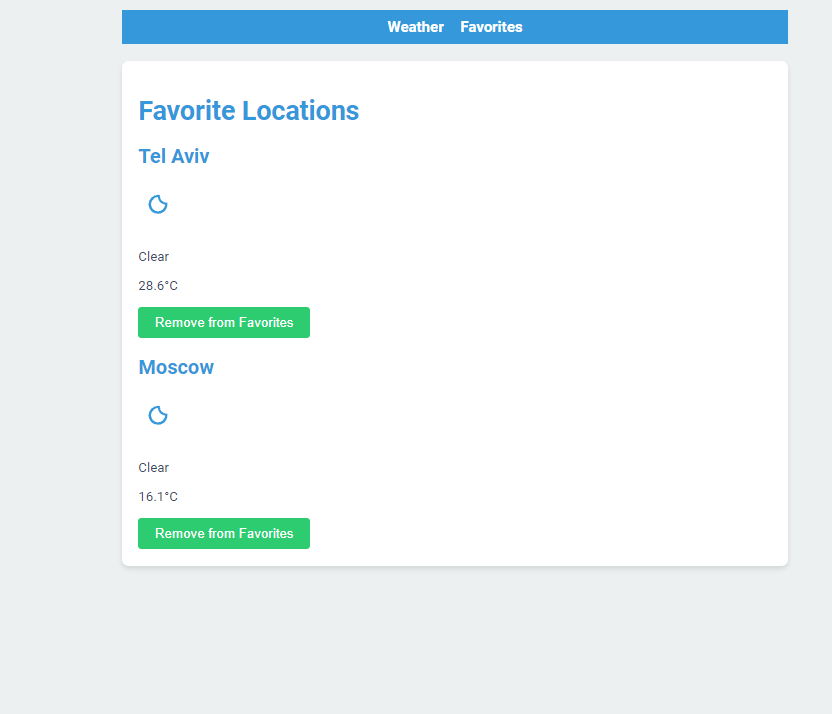 Weather Favorites
Favorite Locations
Tel Aviv
Clear
28.6°C
Remove from Favorites
Moscow
Clear
16.1°C
Remove from Favorites